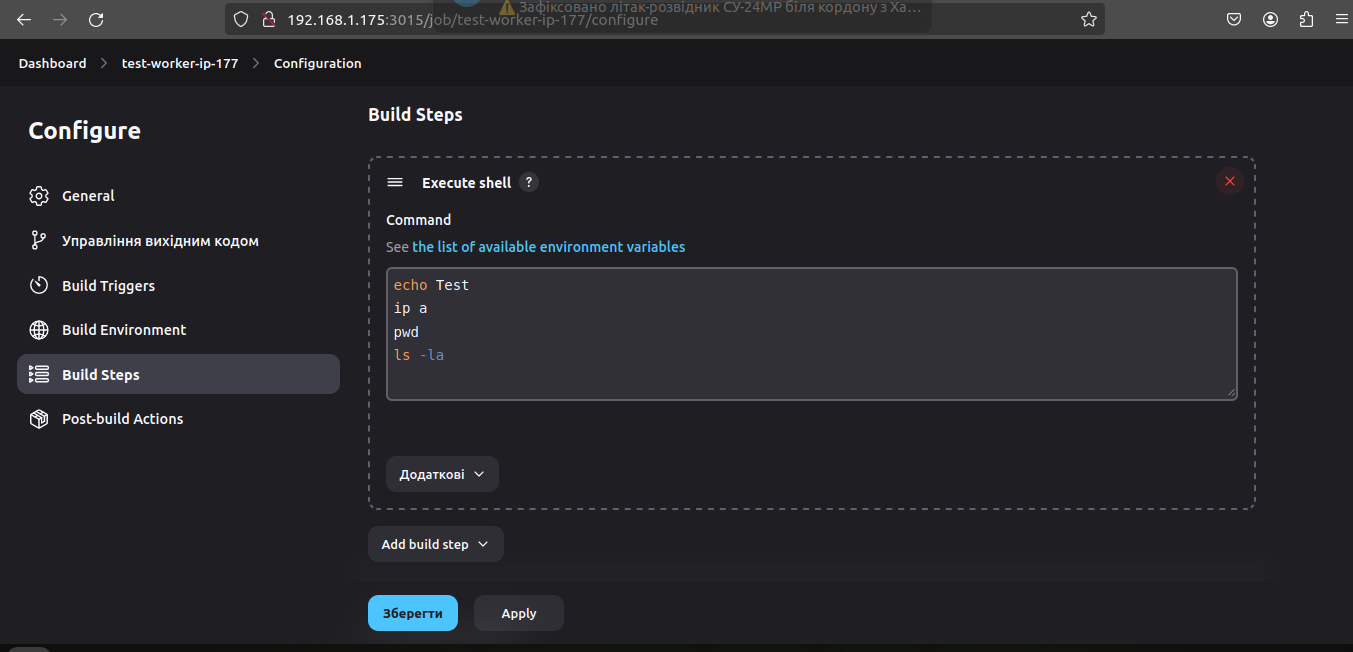 Зафіксовано літак-розвідник СУ-24МР біля кордону з Ха...
192.168.1.175:3015/job/test-worker-ip-177/configure
Dashboard > test-worker-ip-177 > Configuration
Configure
General
Управління вихідним кодом
Build Triggers
Build Environment
Build Steps
Post-build Actions
Build Steps
Execute shell ?
Command
See the list of available environment variables
echo Test
ip a
pwd
ls -la
Додаткові
Add build step
Зберегти Apply